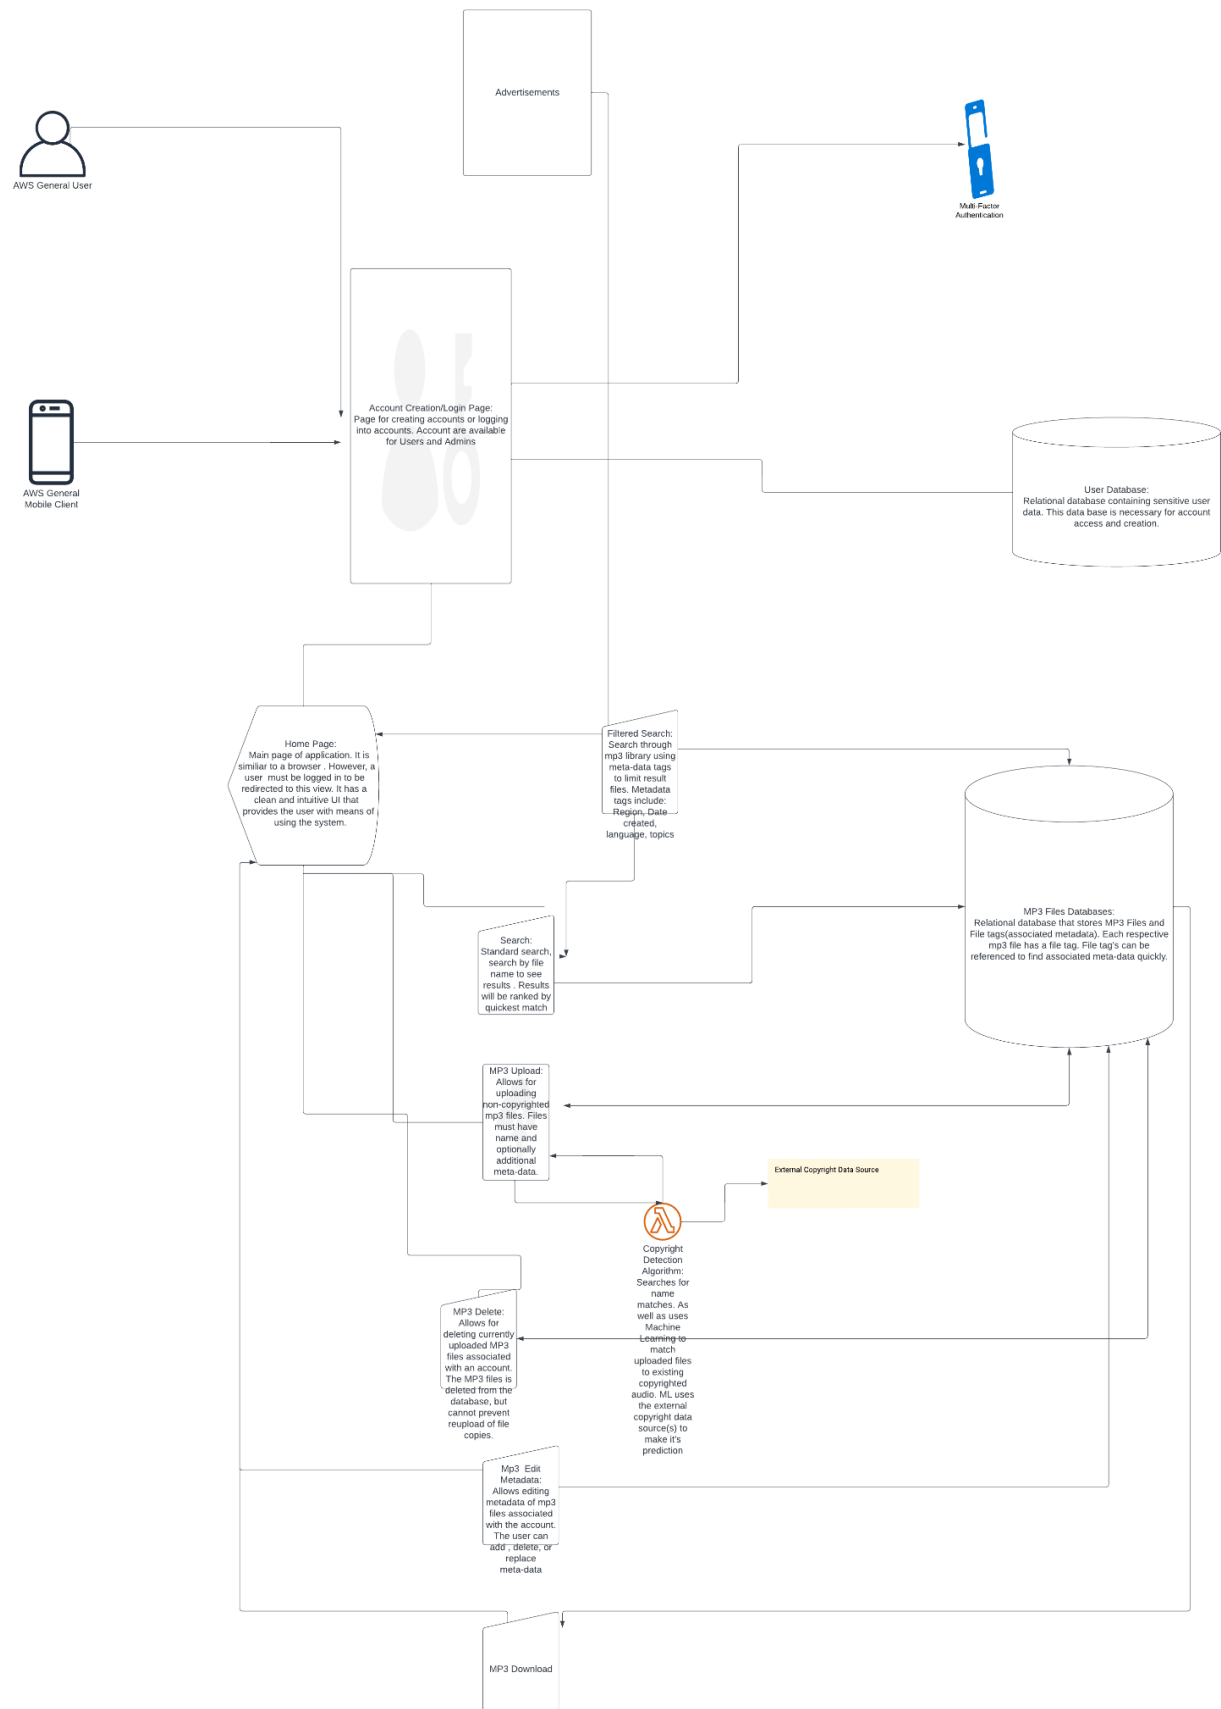 Advertisements
AWS General User
Multi-Factor
Authentication
Account Creation/Login Page:
Page for creating accounts or logging
into accounts. Account are available
for Users and Admins
AWS General
Mobile Client
User Database:
Relational database containing sensitive user
data. This data base is necessary for account
access and creation.
Home Page:
Main page of application. It is
similiar to a browser . However, a
user  must be logged in to be
redirected to this view. It has a
clean and intuitive UI that
provides the user with means of
using the system.
Filtered Search:
Search through
mp3 library using
meta-data tags
to limit result
files. Metadata
tags include:
Region, Date
created,
language, topics
Search:
Standard search,
search by file
name to see
results . Results
will be ranked by
quickest match
MP3 Files Databases:
Relational database that stores MP3 Files and
File tags(associated metadata). Each respective
mp3 file has a file tag. File tag's can be
referenced to find associated meta-data quickly.
MP3 Upload:
Allows for
uploading
non-copyrighted
mp3 files. Files
must have
name and
optionally
additional
meta-data.
External Copyright Data Source
Copyright
Detection
Algorithm:
Searches for
name
matches. As
well as uses
Machine
Learning to
match
uploaded files
to existing
copyrighted
audio. ML uses
the external
copyright data
source(s) to
make it's
prediction
MP3 Delete:
Allows for
deleting currently
uploaded MP3
files associated
with an account.
The MP3 files is
deleted from the
database, but
cannot prevent
reupload of file
copies.
Mp3  Edit
Metadata:
Allows editing
metadata of mp3
files associated
with the account.
The user can
add , delete, or
replace
meta-data
MP3 Download